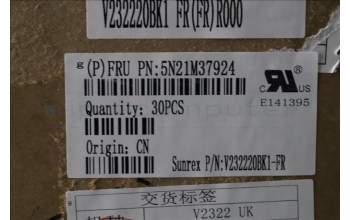 V232220BK1 FR(FR)R000
g (P)FRU PN:5N21M37924
Quantity: 30PCS
C US
E141395
Origin: CN
Sunrex P/N:V232220BK1-FR
交货标签
V2322 UK